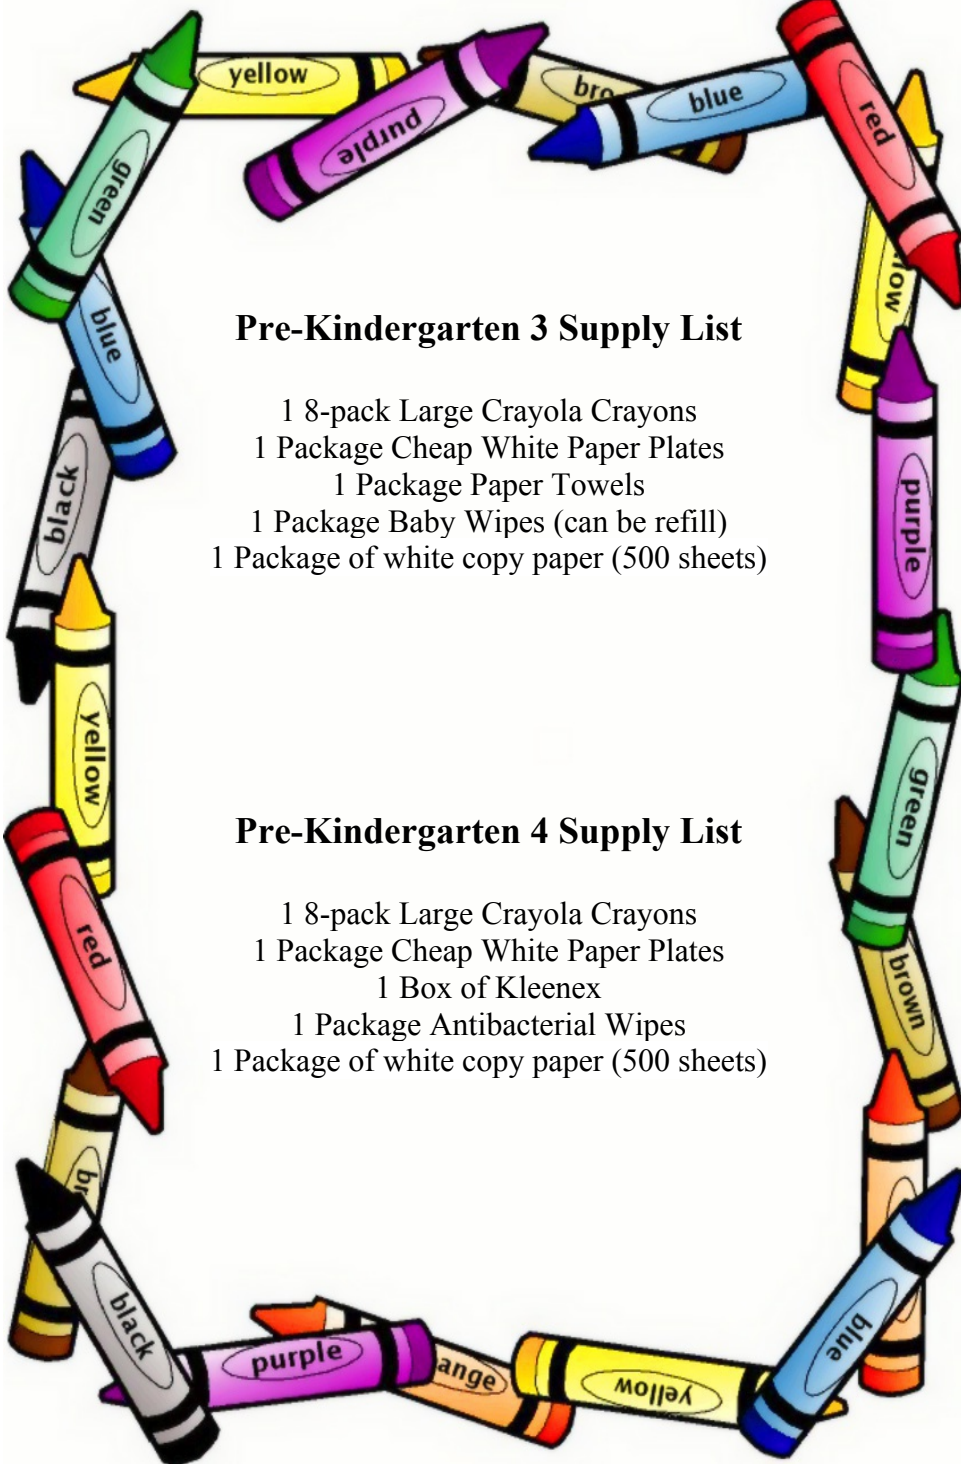 yellow
purple
bro
blue
red
green
low
blue
Pre-Kindergarten 3 Supply List
1 8-pack Large Crayola Crayons
1 Package Cheap White Paper Plates
1 Package Paper Towels
1 Package Baby Wipes (can be refill)
1 Package of white copy paper (500 sheets)
black
purple
yellow
green
Pre-Kindergarten 4 Supply List
1 8-pack Large Crayola Crayons
1 Package Cheap White Paper Plates
1 Box of Kleenex
1 Package Antibacterial Wipes
1 Package of white copy paper (500 sheets)
red
brown
br
black
purple
ange
yellow
blue